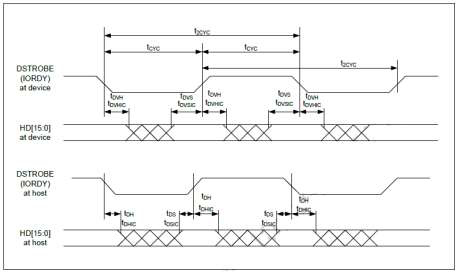 t2CYC
tCYC
tCYC
t2CYC
DSTROBE
(IORDY)
at device
tDVH
tDVHIC
tDVS
tDVSIC
tDVH
tDVHIC
tDVS
tDVSIC
tDVH
tDVHIC
HD[15:0]
at device
DSTROBE
(IORDY)
at host
tDH
tDHIC
tDS
tDSIC
tDH
tDHIC
tDS
tDSIC
tDH
tDHIC
HD[15:0]
at host